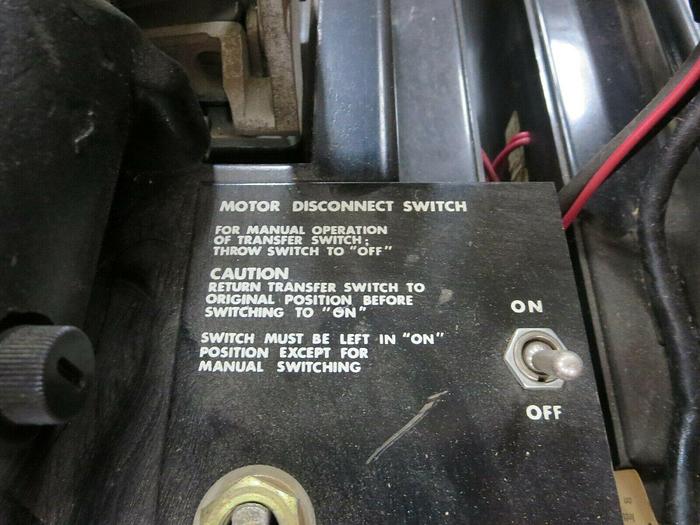 MOTOR DISCONNECT SWITCH
FOR MANUAL OPERATION
OF TRANSFER SWITCH;
THROW SWITCH TO "OFF"
CAUTION
RETURN TRANSFER SWITCH TO
ORIGINAL POSITION BEFORE
SWITCHING TO "ON"
SWITCH MUST BE LEFT IN "ON"
POSITION EXCEPT FOR
MANUAL SWITCHING
ON
OFF